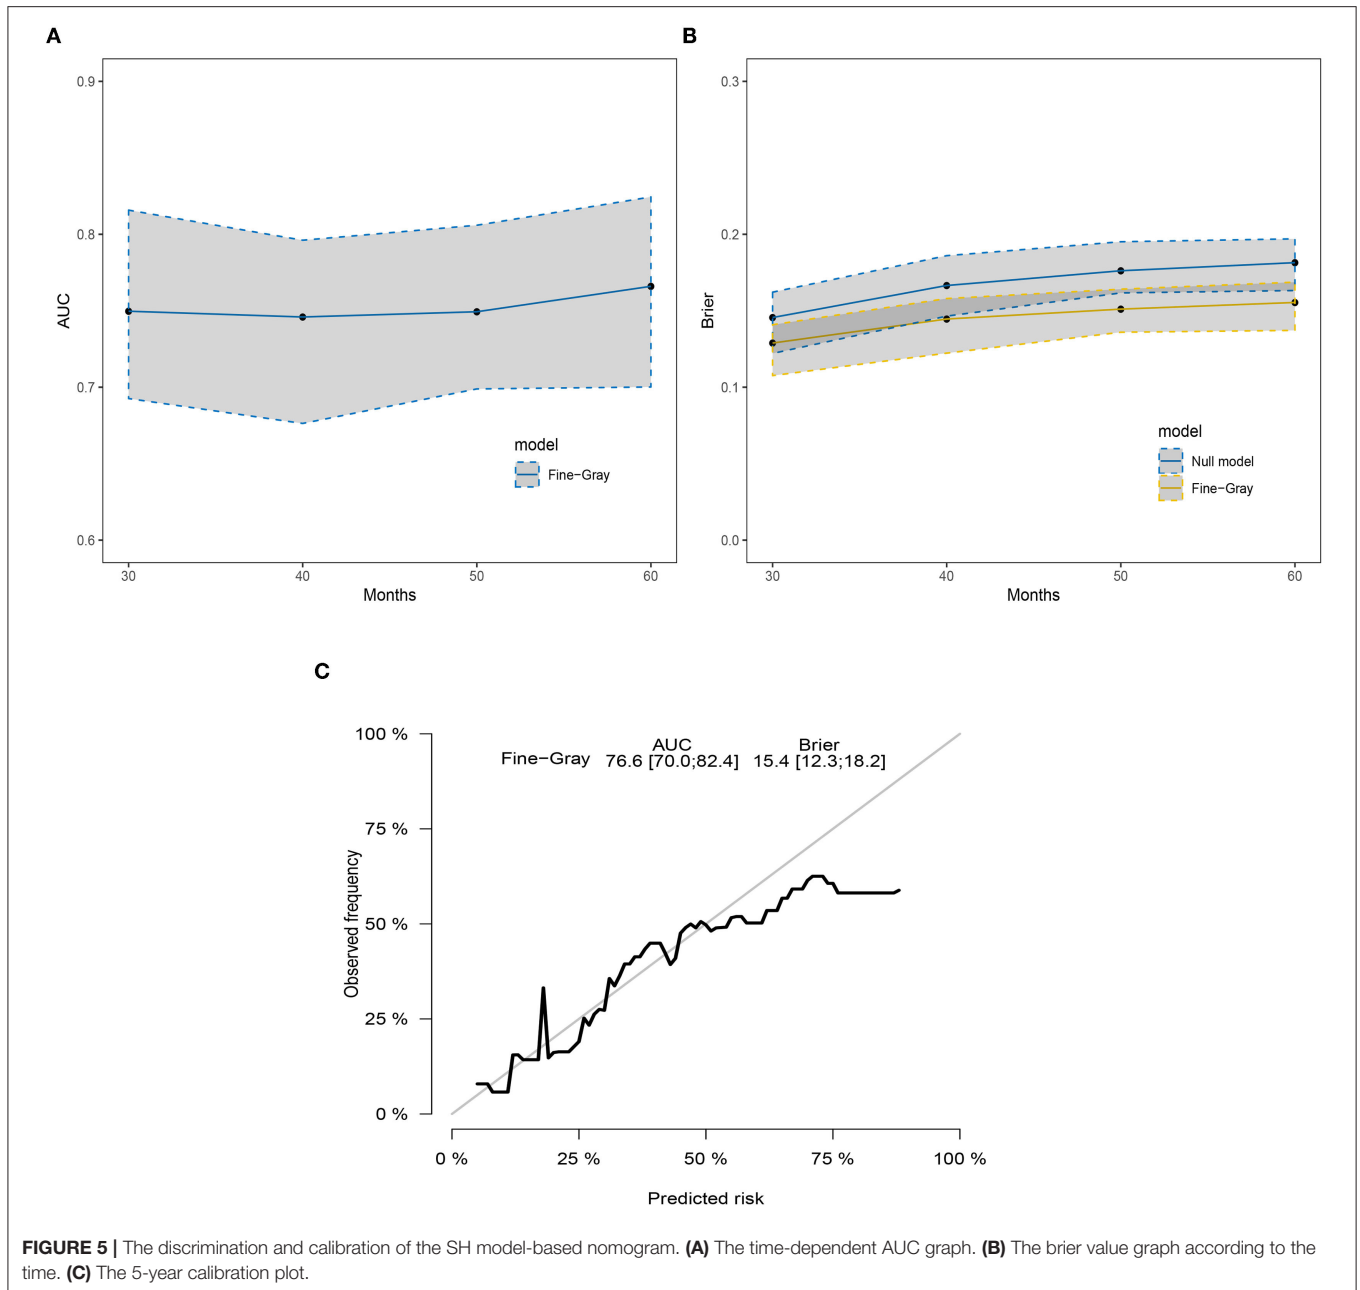 A
0.9
0.8
0.7
0.6
AUC
30
40
50
60
Months
model
Fine−Gray
B
0.3
0.2
0.1
0.0
Brier
30
40
50
60
Months
model
Null model
Fine−Gray
C
100 %
75 %
50 %
25 %
0 %
Observed frequency
AUC Brier
Fine−Gray 76.6 [70.0;82.4] 15.4 [12.3;18.2]
0 % 25 % 50 % 75 % 100 %
Predicted risk
FIGURE 5 | The discrimination and calibration of the SH model-based nomogram. (A) The time-dependent AUC graph. (B) The brier value graph according to the
time. (C) The 5-year calibration plot.